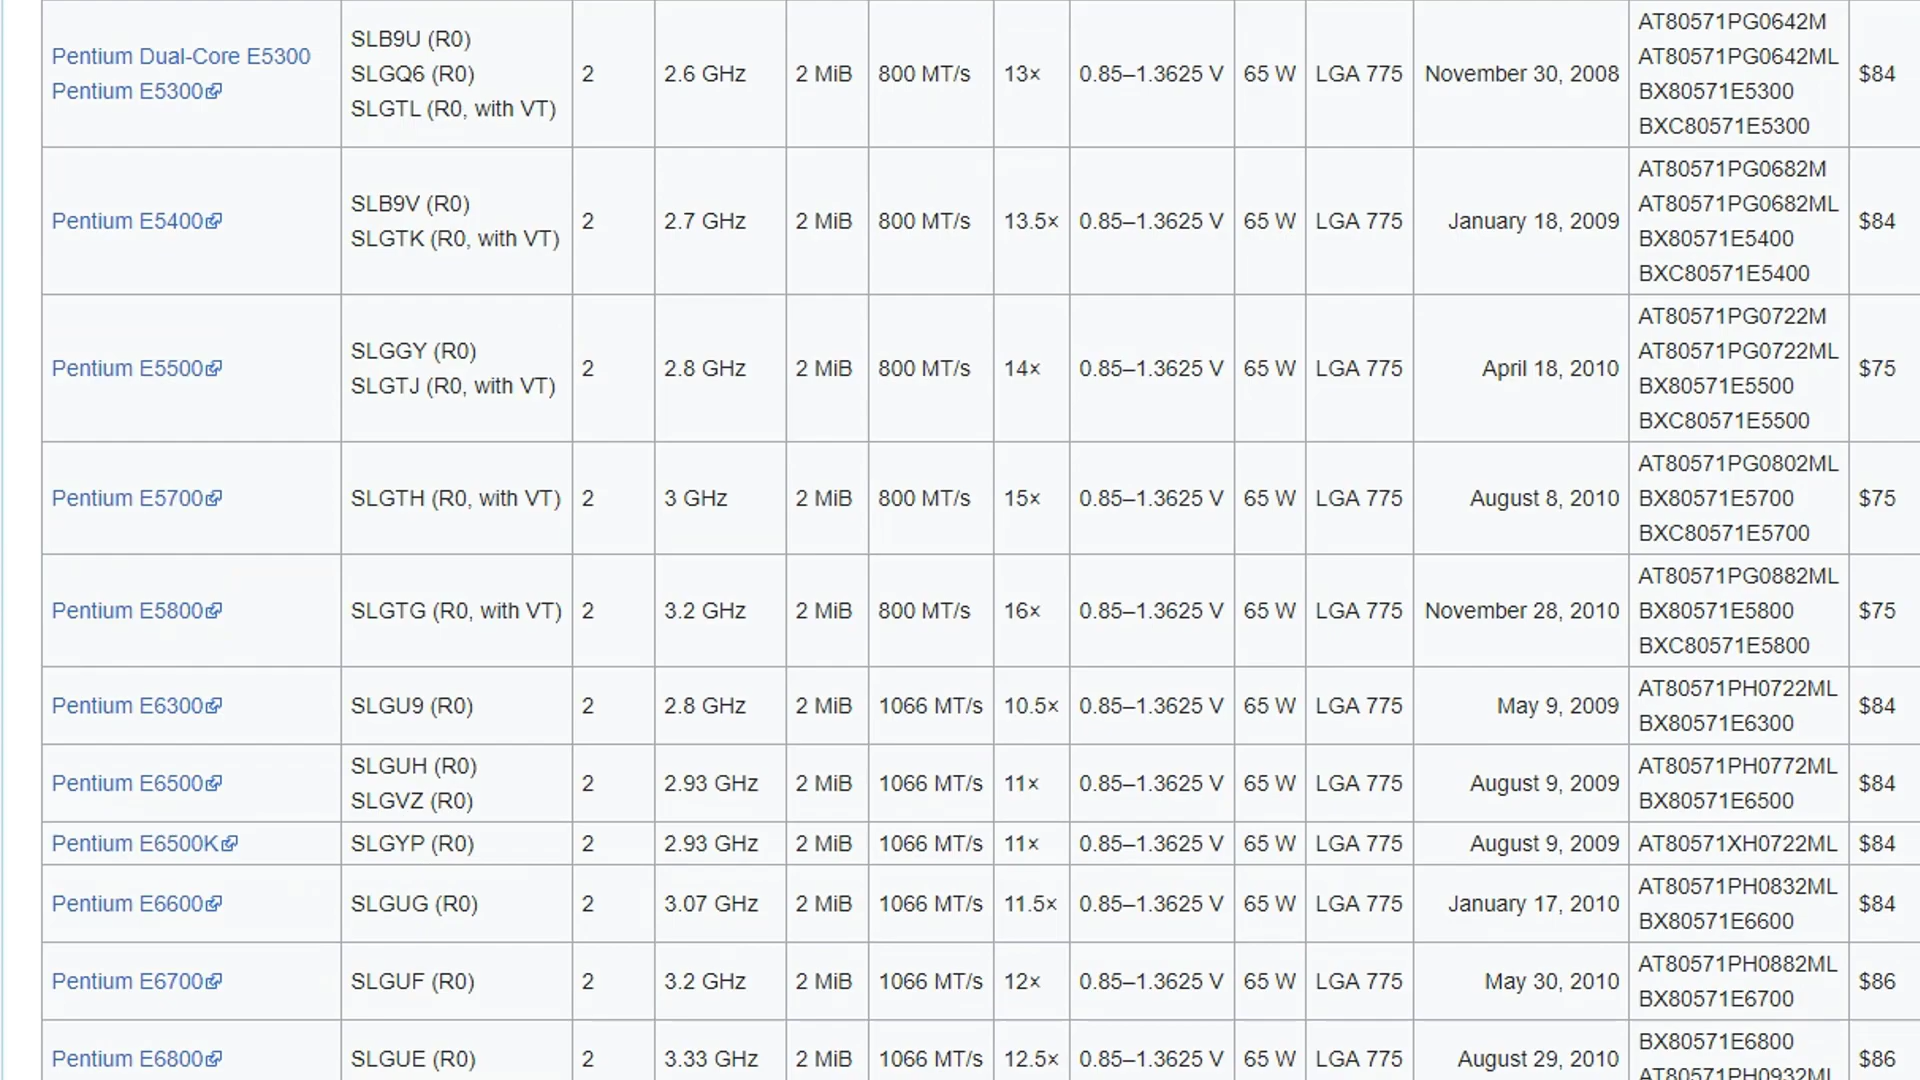 Pentium Dual-Core E5300
Pentium E5300
SLB9U (R0)
SLGQ6 (R0)
SLGTL (R0, with VT)
2
2.6 GHz
2 MiB
800 MT/s
13×
0.85–1.3625 V
65 W
LGA 775
November 30, 2008
AT80571PG0642M
AT80571PG0642ML
BX80571E5300
BXC80571E5300
$84
Pentium E5400
SLB9V (R0)
SLGTK (R0, with VT)
2
2.7 GHz
2 MiB
800 MT/s
13.5×
0.85–1.3625 V
65 W
LGA 775
January 18, 2009
AT80571PG0682M
AT80571PG0682ML
BX80571E5400
BXC80571E5400
$84
Pentium E5500
SLGGY (R0)
SLGTJ (R0, with VT)
2
2.8 GHz
2 MiB
800 MT/s
14×
0.85–1.3625 V
65 W
LGA 775
April 18, 2010
AT80571PG0722M
AT80571PG0722ML
BX80571E5500
BXC80571E5500
$75
Pentium E5700
SLGTH (R0, with VT)
2
3 GHz
2 MiB
800 MT/s
15×
0.85–1.3625 V
65 W
LGA 775
August 8, 2010
AT80571PG0802ML
BX80571E5700
BXC80571E5700
$75
Pentium E5800
SLGTG (R0, with VT)
2
3.2 GHz
2 MiB
800 MT/s
16×
0.85–1.3625 V
65 W
LGA 775
November 28, 2010
AT80571PG0882ML
BX80571E5800
BXC80571E5800
$75
Pentium E6300
SLGU9 (R0)
2
2.8 GHz
2 MiB
1066 MT/s
10.5×
0.85–1.3625 V
65 W
LGA 775
May 9, 2009
AT80571PH0722ML
BX80571E6300
$84
Pentium E6500
SLGUH (R0)
SLGVZ (R0)
2
2.93 GHz
2 MiB
1066 MT/s
11×
0.85–1.3625 V
65 W
LGA 775
August 9, 2009
AT80571PH0772ML
BX80571E6500
$84
Pentium E6500K
SLGYP (R0)
2
2.93 GHz
2 MiB
1066 MT/s
11×
0.85–1.3625 V
65 W
LGA 775
August 9, 2009
AT80571XH0722ML
$84
Pentium E6600
SLGUG (R0)
2
3.07 GHz
2 MiB
1066 MT/s
11.5×
0.85–1.3625 V
65 W
LGA 775
January 17, 2010
AT80571PH0832ML
BX80571E6600
$84
Pentium E6700
SLGUF (R0)
2
3.2 GHz
2 MiB
1066 MT/s
12×
0.85–1.3625 V
65 W
LGA 775
May 30, 2010
AT80571PH0882ML
BX80571E6700
$86
Pentium E6800
SLGUE (R0)
2
3.33 GHz
2 MiB
1066 MT/s
12.5×
0.85–1.3625 V
65 W
LGA 775
August 29, 2010
BX80571E6800
AT80571PH0932ML
$86